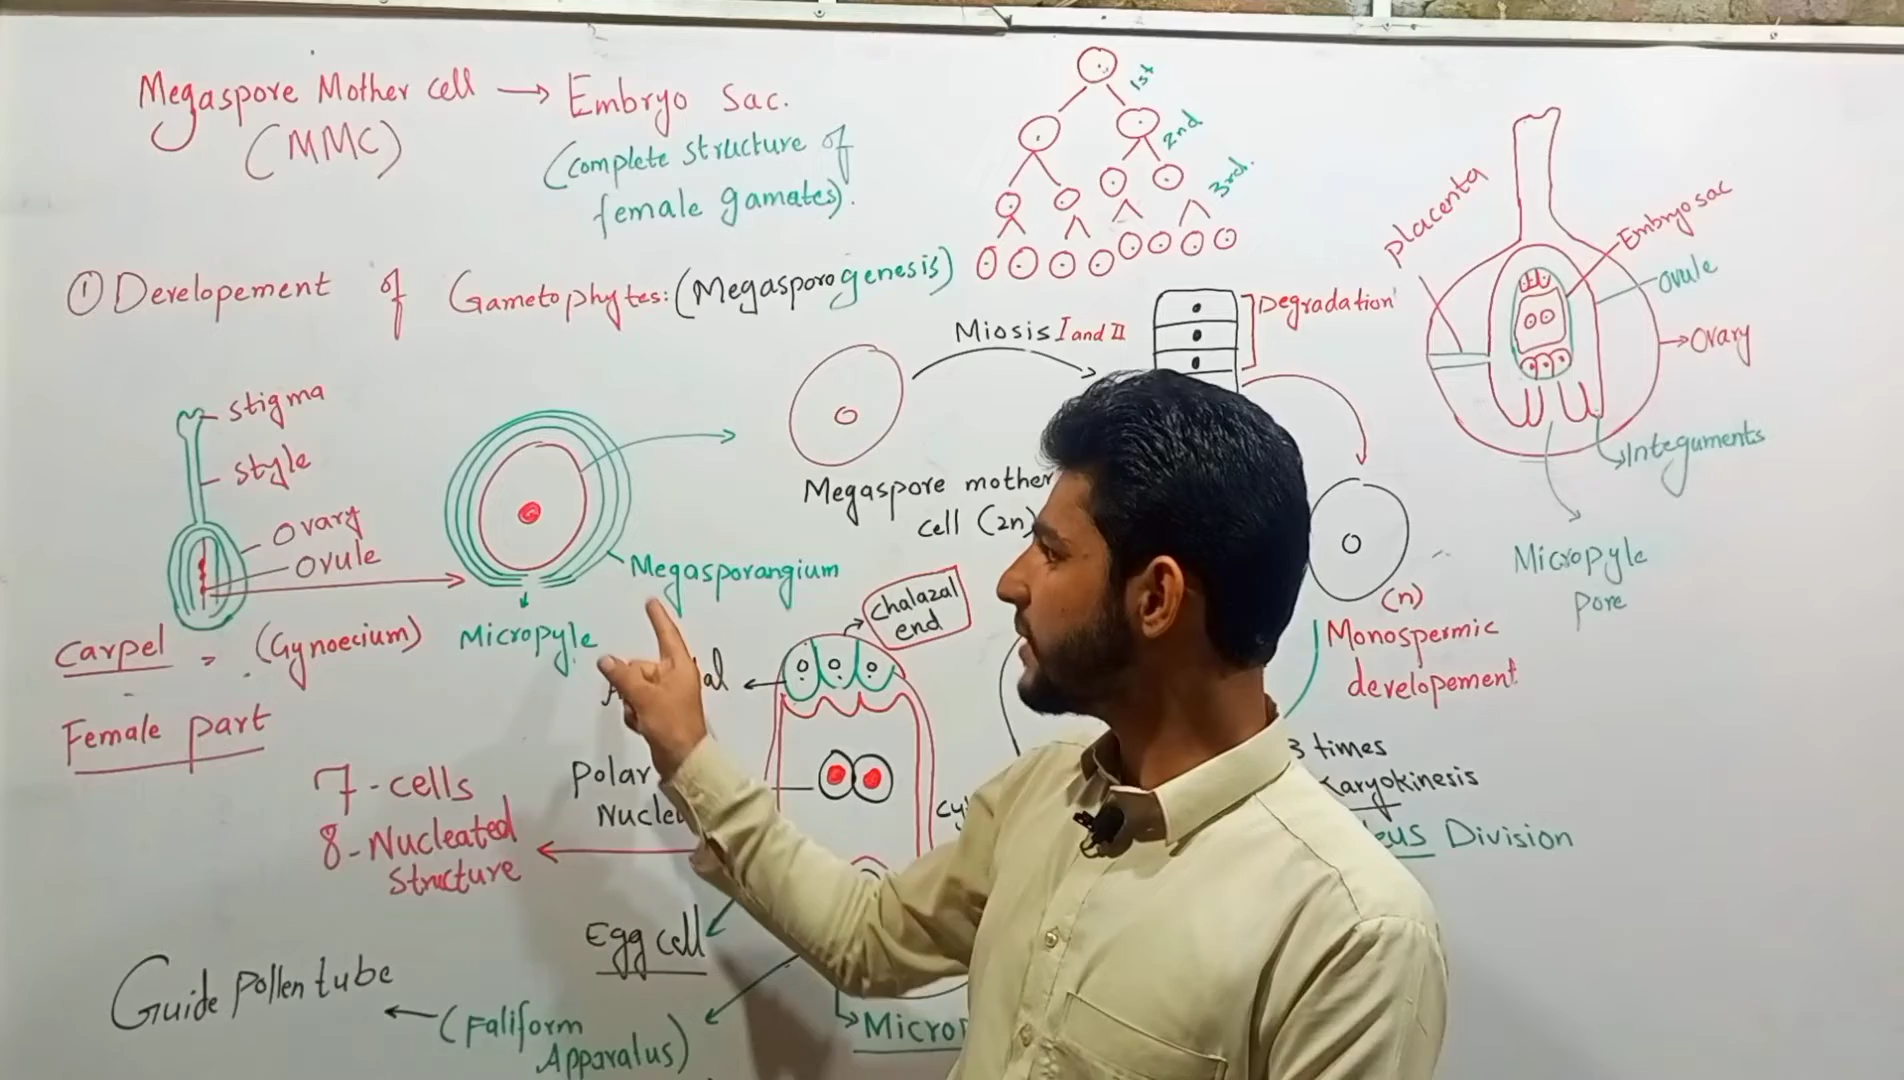 Megaspore Mother cell → Embryo Sac.
(MMC)
(complete structure of
female gamates).
1st
2nd
3rd.
① Developement of Gametophytes: (Megasporogenesis)
placenta
Embryo sac
ovule
→ Ovary
Integuments
Micropyle
pore
Miosis I and II
Degradation
stigma
style
Ovary
Ovule
Carpel, (Gynoecium)
Female part
Megasporangium
Micropyle
Megaspore mother
cell (2n)
(n)
Monospermic
developement
3 times
Karyokinesis
Division
Chalazal
end
Polar
7-cells
8-Nucleated
structure
Egg cell
Guide pollen tube
← (Faliform
Apparalus)